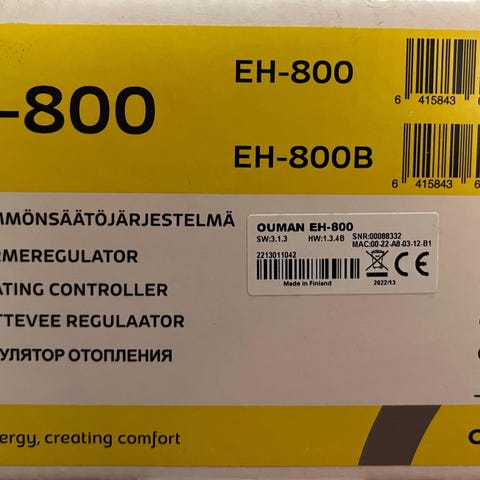 EH-800
6 415843
-800
EH-800B
6 415843
MMÖNSÄÄTÖJÄRJESTELMÄ
RMEREGULATOR
ATING CONTROLLER
TTEVEE REGULAATOR
УЛЯТОР ОТОПЛЕНИЯ
OUMAN EH-800
SW:3.1.3 HW:1.3.4B SNR:00088332
MAC:00-22-A8-03-12-B1
2213011042
Made in Finland 2022/13
CE
ergy, creating comfort